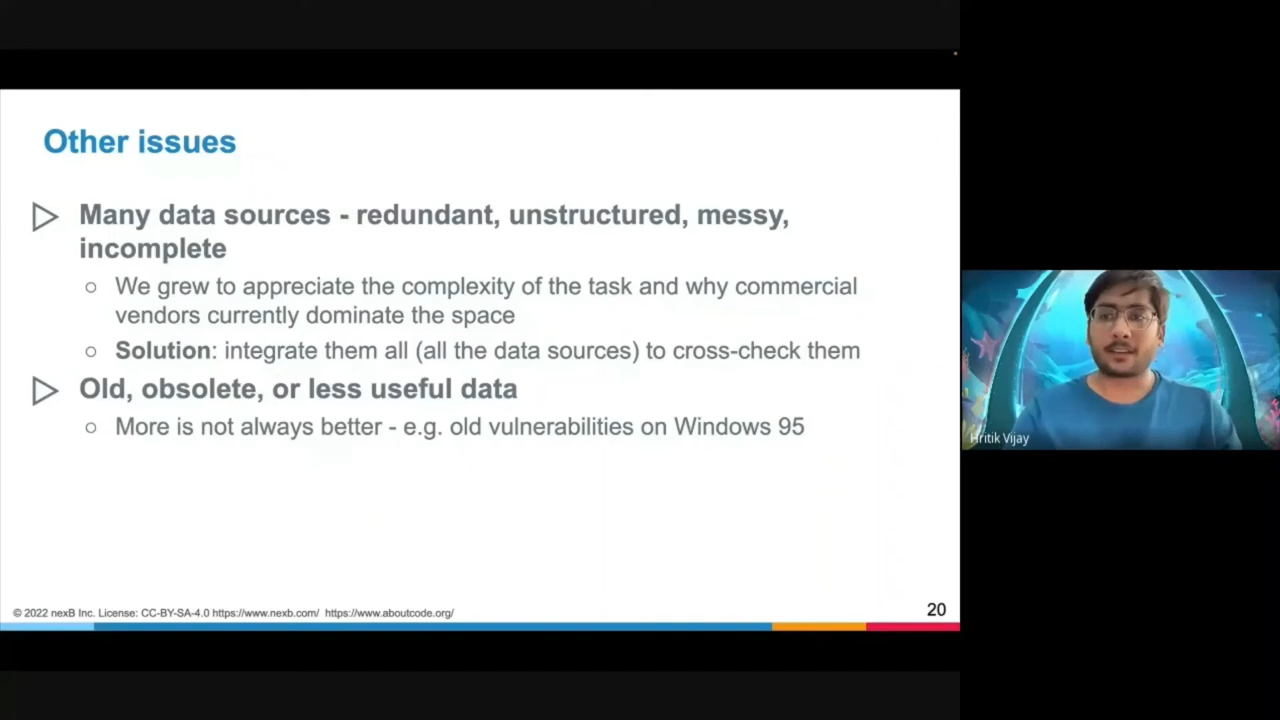 Other issues
Many data sources - redundant, unstructured, messy,
incomplete
○ We grew to appreciate the complexity of the task and why commercial
vendors currently dominate the space
○ Solution: integrate them all (all the data sources) to cross-check them
Old, obsolete, or less useful data
○ More is not always better - e.g. old vulnerabilities on Windows 95
© 2022 nexB Inc. License: CC-BY-SA-4.0 https://www.nexb.com/ https://www.aboutcode.org/
20
Hritik Vijay